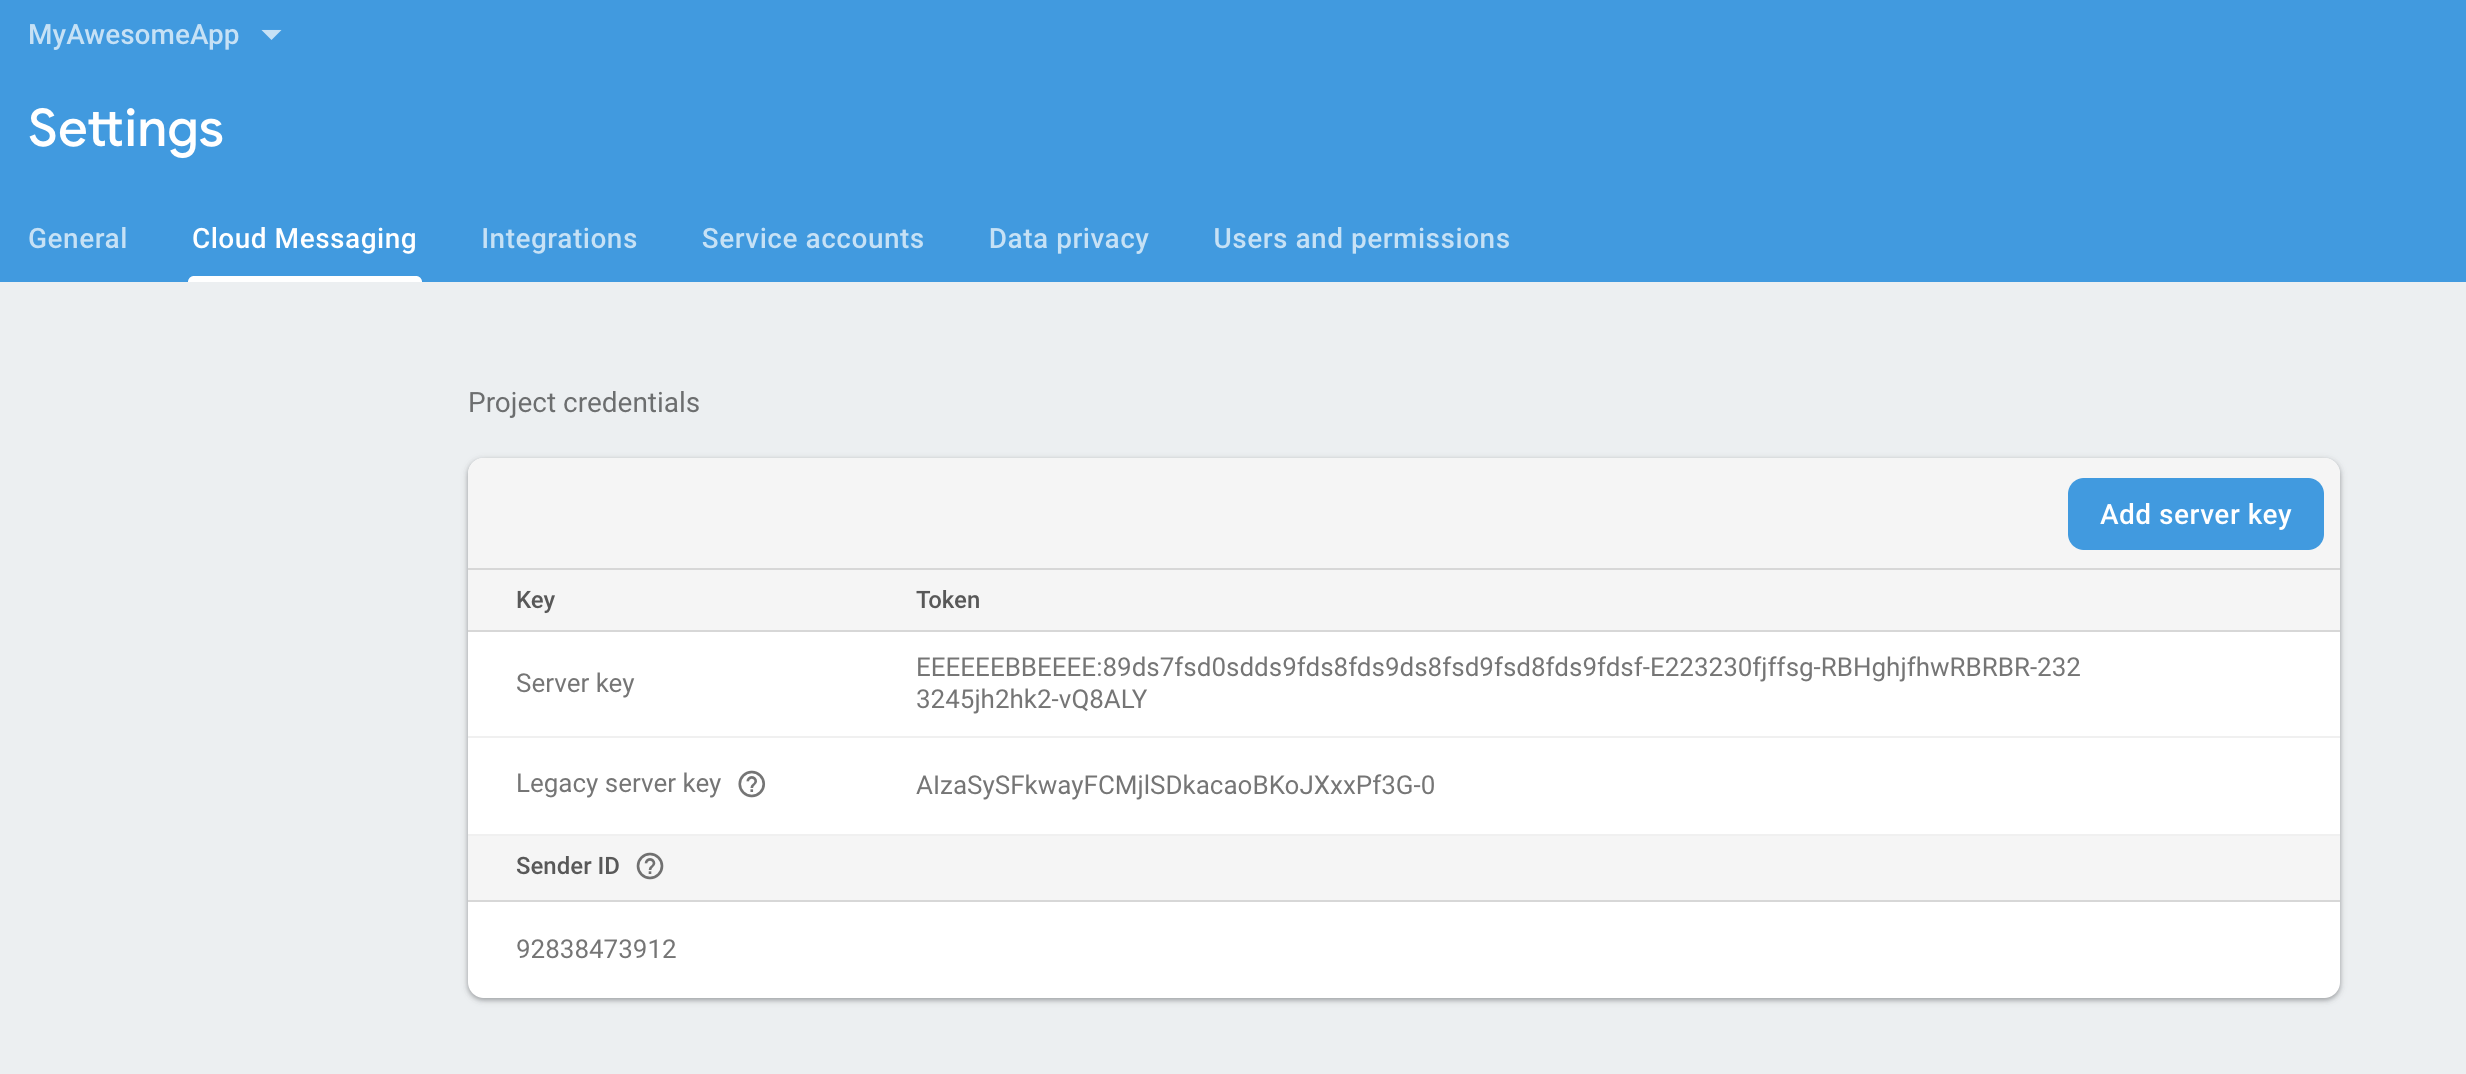 MyAwesomeApp
Settings
General Cloud Messaging Integrations Service accounts Data privacy Users and permissions
Project credentials
Add server key
Key Token
Server key EEEEEEBBEEEE:89ds7fsd0sdds9fds8fds9ds8fsd9fsd8fds9fdsf-E223230fjffsg-RBHghjfhwRBRBR-232
3245jh2hk2-vQ8ALY
Legacy server key AIzaSySFkwayFCMjlSDkacaoBKoJXxxPf3G-0
Sender ID
92838473912